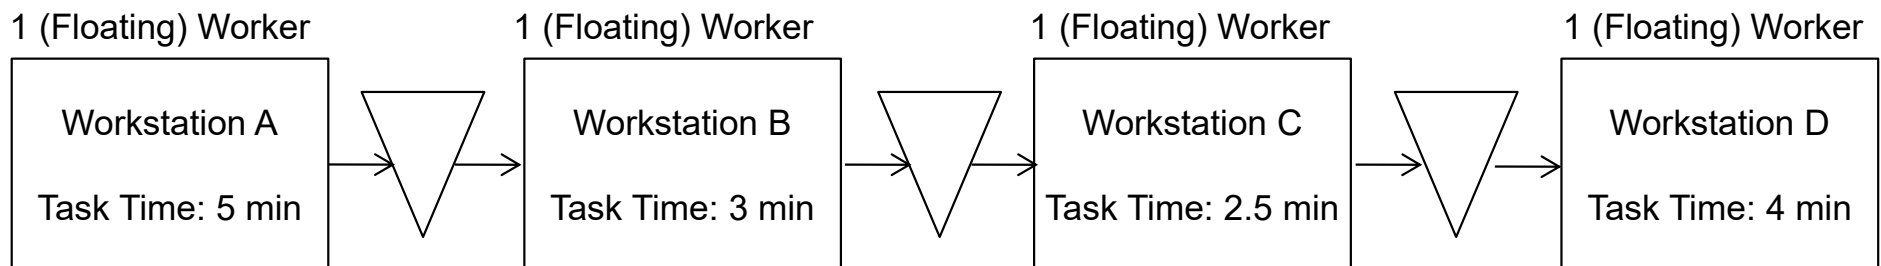 1 (Floating) Worker
1 (Floating) Worker
1 (Floating) Worker
1 (Floating) Worker
Workstation A
Task Time: 5 min
Workstation B
Task Time: 3 min
Workstation C
Task Time: 2.5 min
Workstation D
Task Time: 4 min